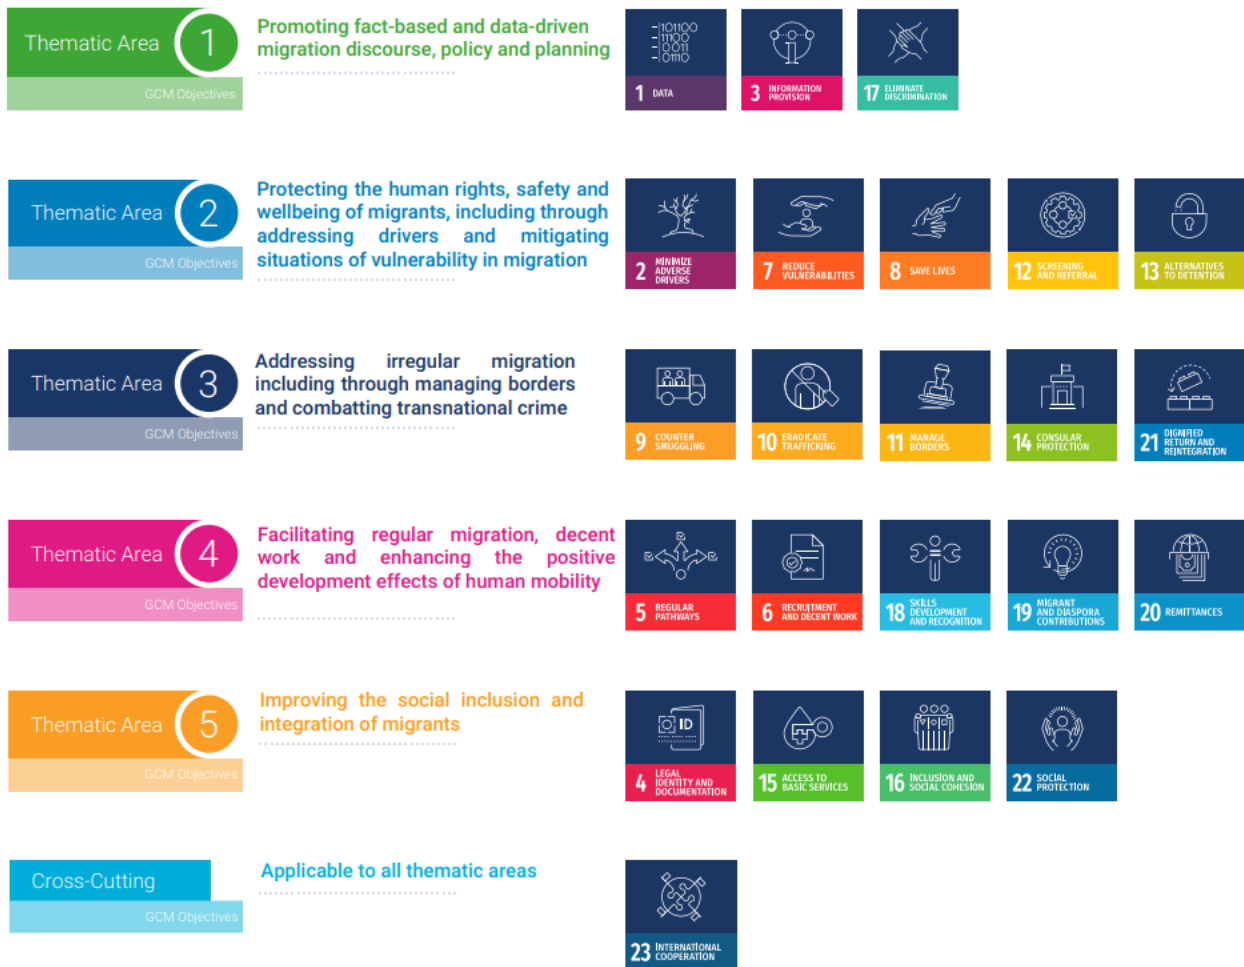 Thematic Area 1
GCM Objectives
Promoting fact-based and data-driven
migration discourse, policy and planning
101100
11100
0011
0110
1 DATA
3 INFORMATION
PROVISION
17 ELIMINATE
DISCRIMINATION
Thematic Area 2
GCM Objectives
Protecting the human rights, safety and
wellbeing of migrants, including through
addressing drivers and mitigating
situations of vulnerability in migration
2 MINIMIZE
ADVERSE
DRIVERS
7 REDUCE
VULNERABILITIES
8 SAVE LIVES
12 SCREENING
AND REFERRAL
13 ALTERNATIVES
TO DETENTION
Thematic Area 3
GCM Objectives
Addressing irregular migration
including through managing borders
and combatting transnational crime
9 COUNTER
SMUGGLING
10 ERADICATE
TRAFFICKING
11 MANAGE
BORDERS
14 CONSULAR
PROTECTION
21 DIGNIFIED
RETURN AND
REINTEGRATION
Thematic Area 4
GCM Objectives
Facilitating regular migration, decent
work and enhancing the positive
development effects of human mobility
5 REGULAR
PATHWAYS
6 RECRUITMENT
AND DECENT WORK
18 SKILLS
DEVELOPMENT
AND RECOGNITION
19 MIGRANT
AND DIASPORA
CONTRIBUTIONS
20 REMITTANCES
Thematic Area 5
GCM Objectives
Improving the social inclusion and
integration of migrants
ID
4 LEGAL
IDENTITY AND
DOCUMENTATION
15 ACCESS TO
BASIC SERVICES
16 INCLUSION AND
SOCIAL COHESION
22 SOCIAL
PROTECTION
Cross-Cutting
GCM Objectives
Applicable to all thematic areas
23 INTERNATIONAL
COOPERATION